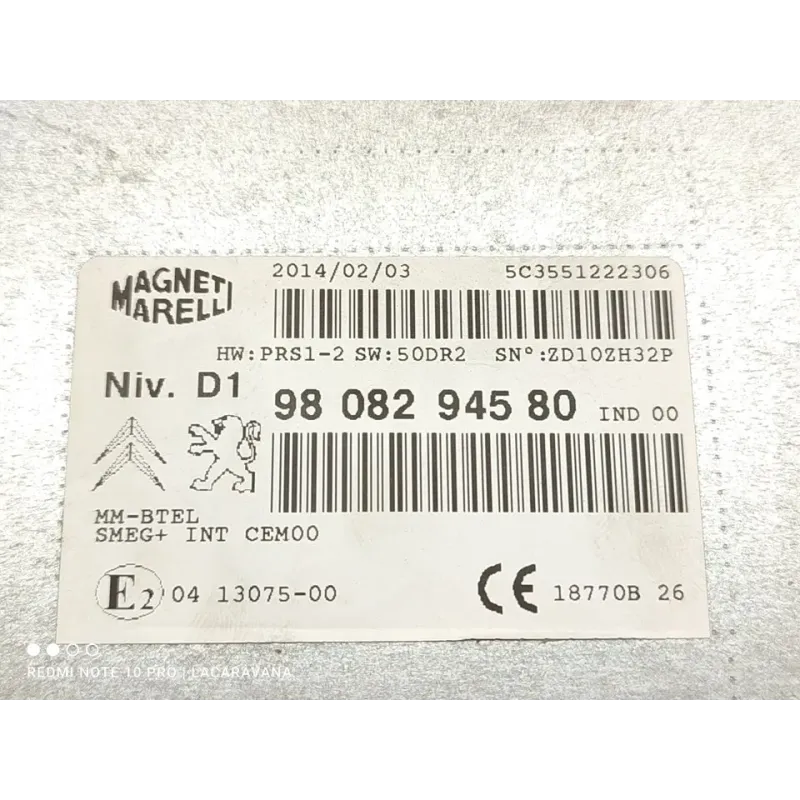 MAGNETI
MARELLI
2014/02/03 5C3551222306
HW:PRS1-2 SW:50DR2 SN°:ZD10ZH32P
Niv. D1
98 082 945 80 IND 00
MM-BTEL
SMEG+ INT CEM00
E2 04 13075-00
CE 18770B 26
REDMI NOTE 10 PRO | LACARAVANA